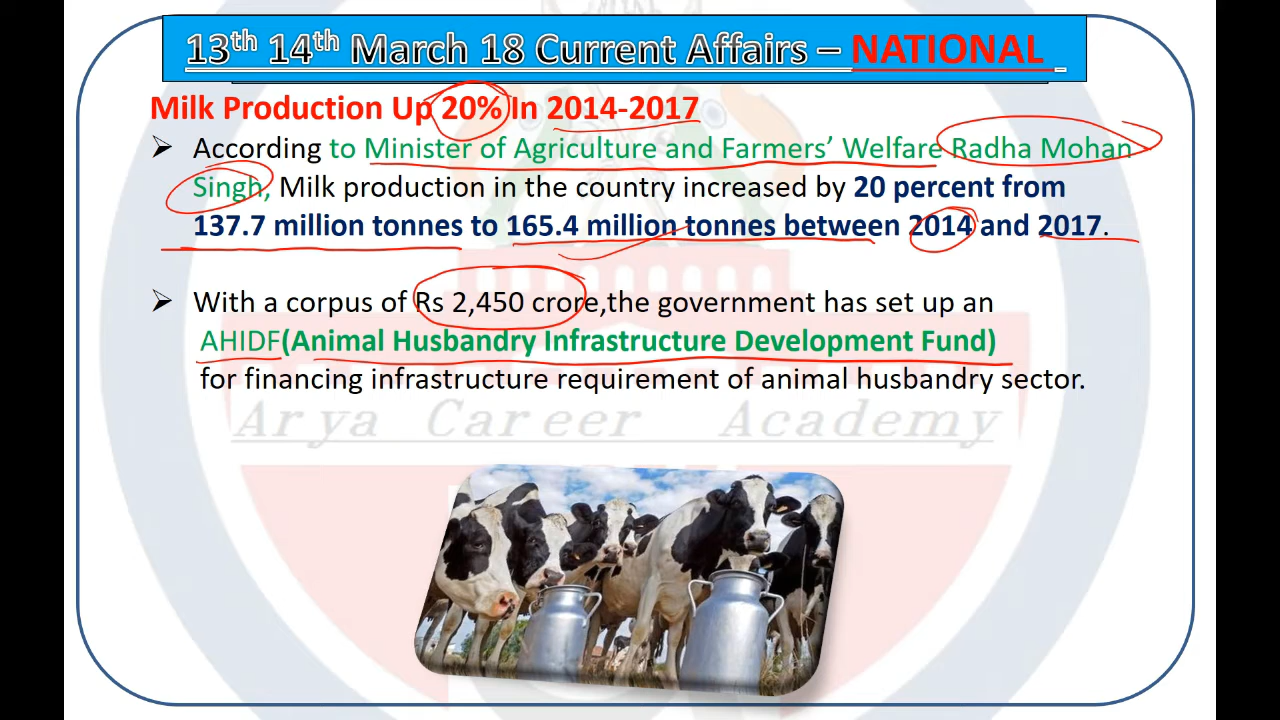 13th 14th March 18 Current Affairs – NATIONAL
Milk Production Up 20% In 2014-2017
➢ According to Minister of Agriculture and Farmers’ Welfare Radha Mohan
Singh, Milk production in the country increased by 20 percent from
137.7 million tonnes to 165.4 million tonnes between 2014 and 2017.
➢ With a corpus of Rs 2,450 crore,the government has set up an
AHIDF(Animal Husbandry Infrastructure Development Fund)
for financing infrastructure requirement of animal husbandry sector.
Arya Career Academy